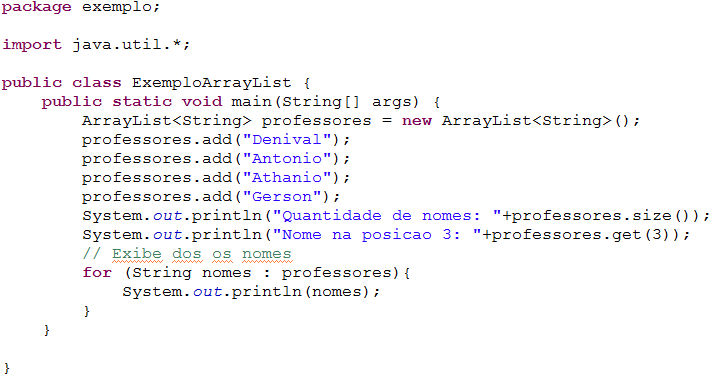 package exemplo;
import java.util.*;
public class ExemploArrayList {
    public static void main(String[] args) {
        ArrayList<String> professores = new ArrayList<String>();
        professores.add("Denival");
        professores.add("Antonio");
        professores.add("Athanio");
        professores.add("Gerson");
        System.out.println("Quantidade de nomes: "+professores.size());
        System.out.println("Nome na posicao 3: "+professores.get(3));
        // Exibe dos os nomes
        for (String nomes : professores){
            System.out.println(nomes);
        }
    }
}